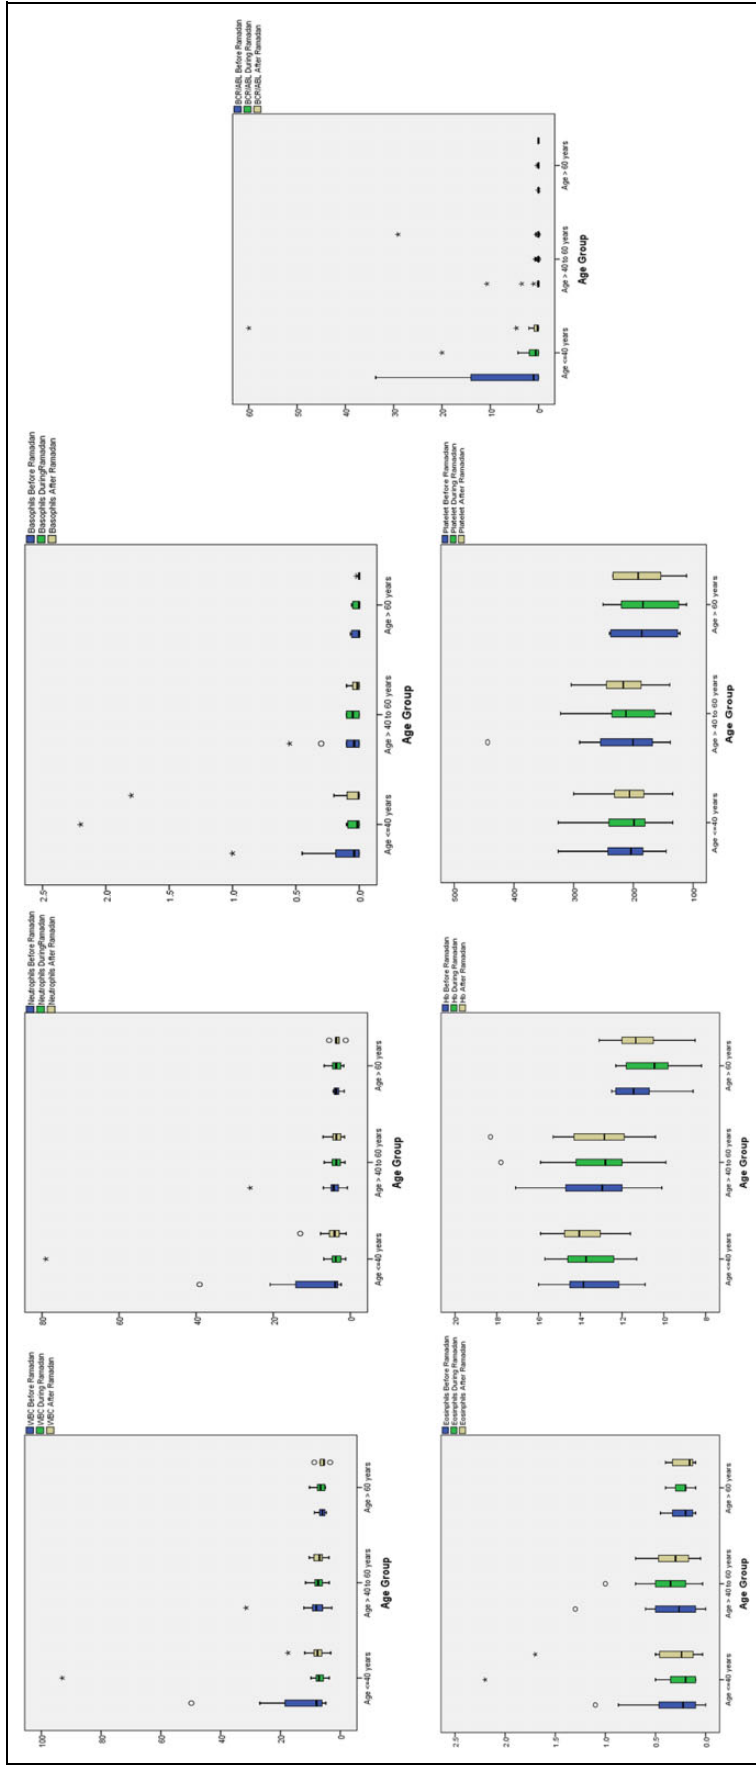 WBC Before Ramadan
WBC During Ramadan
WBC After Ramadan
100
80
60
40
20
0
Age <=40 years
Age > 40 to 60 years
Age > 60 years
Age Group
Neutrophils Before Ramadan
Neutrophils DuringRamadan
Neutrophils After Ramadan
80
60
40
20
0
Age <=40 years
Age > 40 to 60 years
Age > 60 years
Age Group
Basophils Before Ramadan
Basophils DuringRamadan
Basophils After Ramadan
2.5
2.0
1.5
1.0
0.5
0.0
Age <=40 years
Age > 40 to 60 years
Age > 60 years
Age Group
Eosinphils Before Ramadan
Eosinphils During Ramadan
Eosinphils After Ramadan
2.5
2.0
1.5
1.0
0.5
0.0
Age <=40 years
Age > 40 to 60 years
Age > 60 years
Age Group
Hb Before Ramadan
Hb During Ramadan
Hb After Ramadan
20
18
16
14
12
10
8
Age <=40 years
Age > 40 to 60 years
Age > 60 years
Age Group
Platelet Before Ramadan
Platelet During Ramadan
Platelet After Ramadan
500
400
300
200
100
Age <=40 years
Age > 40 to 60 years
Age > 60 years
Age Group
BCR/ABL Before Ramadan
BCR/ABL During Ramadan
BCR/ABL After Ramadan
60
50
40
30
20
10
0
Age <=40 years
Age > 40 to 60 years
Age > 60 years
Age Group